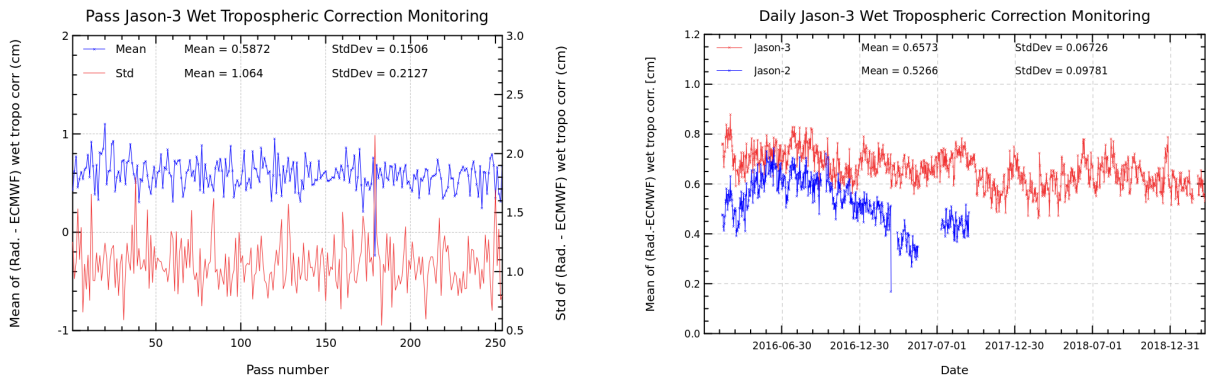 Pass Jason-3 Wet Tropospheric Correction Monitoring
Mean Mean = 0.5872 StdDev = 0.1506
Std Mean = 1.064 StdDev = 0.2127
Mean of (Rad. - ECMWF) wet tropo corr (cm)
2
1
0
-1
Std of (Rad. - ECMWF) wet tropo corr (cm)
3.0
2.5
2.0
1.5
1.0
0.5
50 100 150 200 250
Pass number
Daily Jason-3 Wet Tropospheric Correction Monitoring
Jason-3 Mean = 0.6573 StdDev = 0.06726
Jason-2 Mean = 0.5266 StdDev = 0.09781
Mean of (Rad.-ECMWF) wet tropo corr. [cm]
1.2
1.0
0.8
0.6
0.4
0.2
0.0
2016-06-30 2016-12-30 2017-07-01 2017-12-30 2018-07-01 2018-12-31
Date